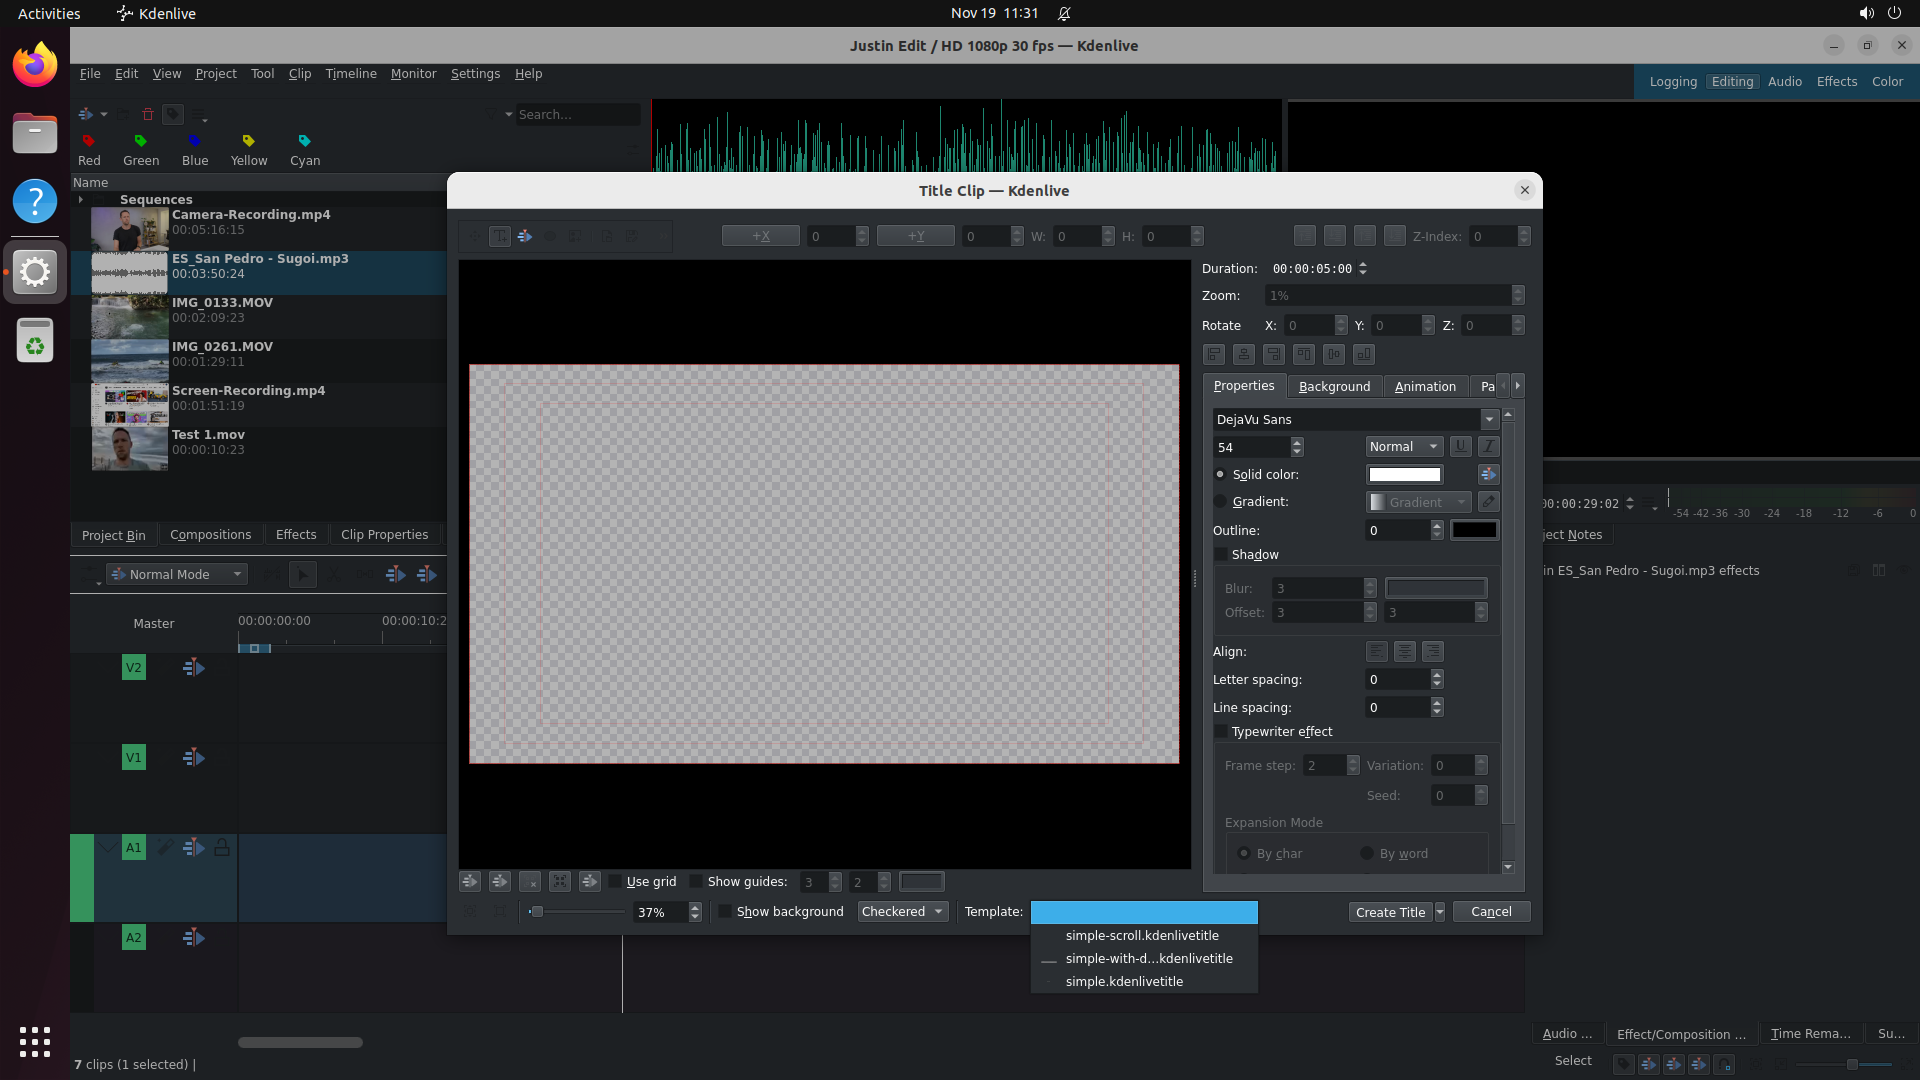 Activities
Kdenlive
Nov 19 11:31
Justin Edit / HD 1080p 30 fps — Kdenlive
File Edit View Project Tool Clip Timeline Monitor Settings Help
Logging Editing Audio Effects Color
Search...
Red Green Blue Yellow Cyan
Name
Sequences
Camera-Recording.mp4
00:05:16:15
ES_San Pedro - Sugoi.mp3
00:03:50:24
IMG_0133.MOV
00:02:09:23
IMG_0261.MOV
00:01:29:11
Screen-Recording.mp4
00:01:51:19
Test 1.mov
00:00:10:23
Project Bin Compositions Effects Clip Properties
Normal Mode
Master
00:00:00:00 00:00:10:2
V2
V1
A1
A2
7 clips (1 selected) |
Title Clip — Kdenlive
+X 0 +Y 0 W: 0 H: 0 Z-Index: 0
Duration: 00:00:05:00
Zoom: 1%
Rotate X: 0 Y: 0 Z: 0
Properties Background Animation Pa
DejaVu Sans
54 Normal U I
Solid color:
Gradient: Gradient
Outline: 0
Shadow
Blur: 3
Offset: 3 3
Align:
Letter spacing: 0
Line spacing: 0
Typewriter effect
Frame step: 2 Variation: 0
Seed: 0
Expansion Mode
By char By word
Use grid Show guides: 3 2
37% Show background Checkered Template: Create Title Cancel
simple-scroll.kdenlivetitle
simple-with-d...kdenlivetitle
simple.kdenlivetitle
00:00:29:02
-54 -42 -36 -30 -24 -18 -12 -6 0
ject Notes
in ES_San Pedro - Sugoi.mp3 effects
Audio ... Effect/Composition ... Time Rema... Su...
Select